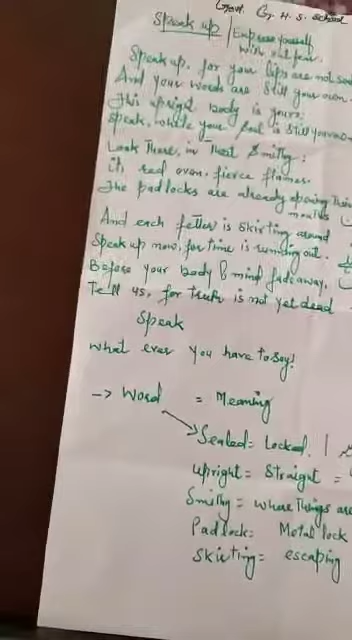 Govt. G. H. S. school
Speak up / Express yourself
with out fear.
Speak up, for your lips are not sea
And your words are still your own.
This upright body is yours.
Speak, while your soul is still your own
Look there, in that smithy:
its red oven, fierce flames.
The padlocks are already opening their
mouths
And each fetter is skirting around
Speak up now, for time is running out.
Before your body & mind fade away,
Tell us, for truth is not yet dead
Speak
What ever you have to say!
-> Word = Meaning
Sealed = Locked. |
Upright = Straight =
Smithy = where things are
Padlock = Metal lock
Skirting = escaping